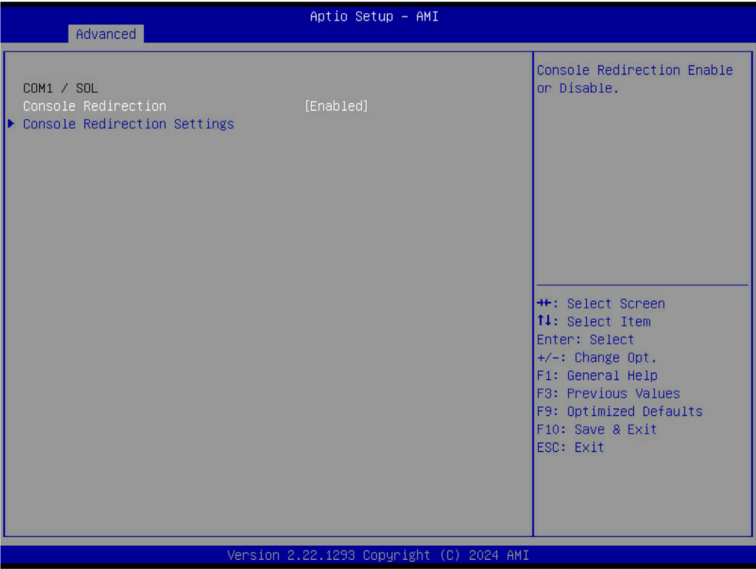 Aptio Setup – AMI
Advanced
COM1 / SOL
Console Redirection [Enabled]
Console Redirection Settings
Console Redirection Enable
or Disable.
→←: Select Screen
↑↓: Select Item
Enter: Select
+/-: Change Opt.
F1: General Help
F3: Previous Values
F9: Optimized Defaults
F10: Save & Exit
ESC: Exit
Version 2.22.1293 Copyright (C) 2024 AMI